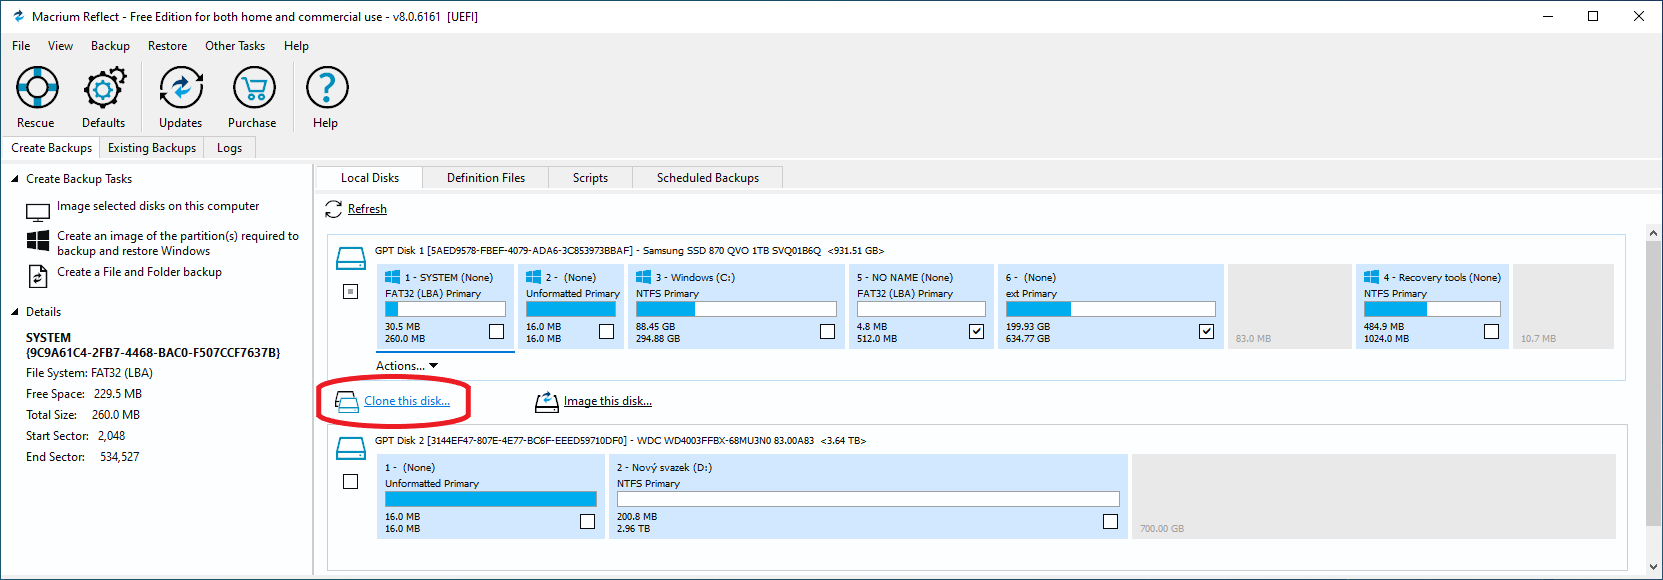 Macrium Reflect - Free Edition for both home and commercial use - v8.0.6161 [UEFI]
File View Backup Restore Other Tasks Help
Rescue Defaults Updates Purchase Help
Create Backups Existing Backups Logs
Create Backup Tasks
Image selected disks on this computer
Create an image of the partition(s) required to
backup and restore Windows
Create a File and Folder backup
Details
SYSTEM
{9C9A61C4-2FB7-4468-BAC0-F507CCF7637B}
File System: FAT32 (LBA)
Free Space: 229.5 MB
Total Size: 260.0 MB
Start Sector: 2,048
End Sector: 534,527
Local Disks Definition Files Scripts Scheduled Backups
Refresh
GPT Disk 1 [5AED9578-FBEF-4079-ADA6-3C853973BBAF] - Samsung SSD 870 QVO 1TB SVQ01B6Q <931.51 GB>
1 - SYSTEM (None)
FAT32 (LBA) Primary
30.5 MB
260.0 MB
2 - (None)
Unformatted Primary
16.0 MB
16.0 MB
3 - Windows (C:)
NTFS Primary
88.45 GB
294.88 GB
5 - NO NAME (None)
FAT32 (LBA) Primary
4.8 MB
512.0 MB
6 - (None)
ext Primary
199.93 GB
634.77 GB
83.0 MB
4 - Recovery tools (None)
NTFS Primary
484.9 MB
1024.0 MB
10.7 MB
Actions...
Clone this disk...
Image this disk...
GPT Disk 2 [3144EF47-807E-4E77-BC6F-EEED59710DF0] - WDC WD4003FFBX-68MU3N0 83.00A83 <3.64 TB>
1 - (None)
Unformatted Primary
16.0 MB
16.0 MB
2 - Nový svazek (D:)
NTFS Primary
200.8 MB
2.96 TB
700.00 GB